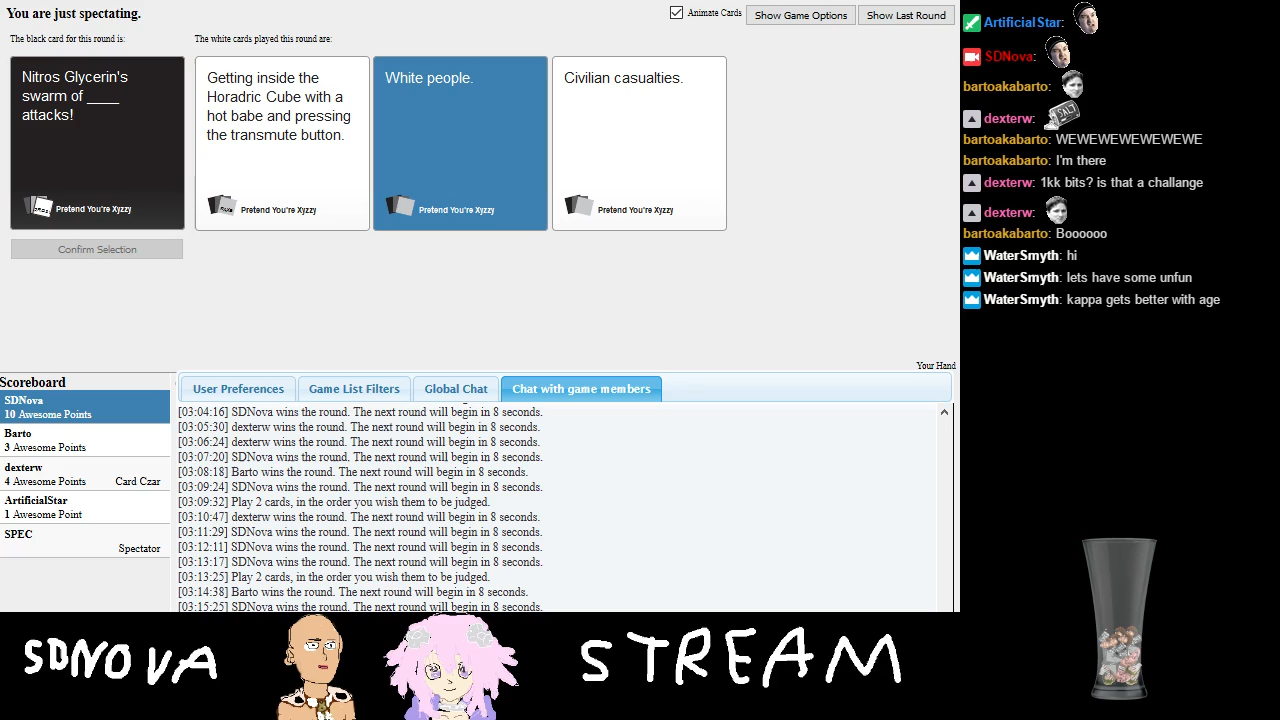 You are just spectating.
Animate Cards
Show Game Options
Show Last Round
The black card for this round is:
The white cards played this round are:
Nitros Glycerin's
swarm of ____
attacks!
Pretend You're Xyzzy
Getting inside the
Horadric Cube with a
hot babe and pressing
the transmute button.
Pretend You're Xyzzy
White people.
Pretend You're Xyzzy
Civilian casualties.
Pretend You're Xyzzy
Confirm Selection
Your Hand
Scoreboard
SDNova
10 Awesome Points
Barto
3 Awesome Points
dexterw
4 Awesome Points Card Czar
ArtificialStar
1 Awesome Point
SPEC
Spectator
User Preferences
Game List Filters
Global Chat
Chat with game members
[03:04:16] SDNova wins the round. The next round will begin in 8 seconds.
[03:05:30] dexterw wins the round. The next round will begin in 8 seconds.
[03:06:24] dexterw wins the round. The next round will begin in 8 seconds.
[03:07:20] SDNova wins the round. The next round will begin in 8 seconds.
[03:08:18] Barto wins the round. The next round will begin in 8 seconds.
[03:09:24] SDNova wins the round. The next round will begin in 8 seconds.
[03:09:32] Play 2 cards, in the order you wish them to be judged.
[03:10:47] dexterw wins the round. The next round will begin in 8 seconds.
[03:11:29] SDNova wins the round. The next round will begin in 8 seconds.
[03:12:11] SDNova wins the round. The next round will begin in 8 seconds.
[03:13:17] SDNova wins the round. The next round will begin in 8 seconds.
[03:13:25] Play 2 cards, in the order you wish them to be judged.
[03:14:38] Barto wins the round. The next round will begin in 8 seconds.
[03:15:25] SDNova wins the round. The next round will begin in 8 seconds.
ArtificialStar:
SDNova:
bartoakabarto:
dexterw:
bartoakabarto: WEWEWEWEWEWEWE
bartoakabarto: I'm there
dexterw: 1kk bits? is that a challange
dexterw:
bartoakabarto: Boooooo
WaterSmyth: hi
WaterSmyth: lets have some unfun
WaterSmyth: kappa gets better with age
SDNOVA STREAM